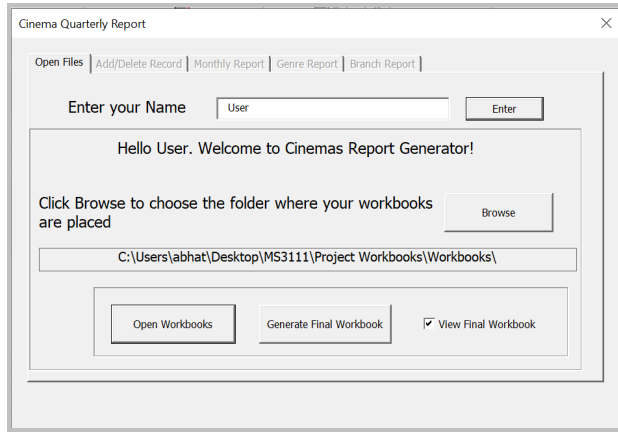 Cinema Quarterly Report
Open Files Add/Delete Record Monthly Report Genre Report Branch Report
Enter your Name User Enter
Hello User. Welcome to Cinemas Report Generator!
Click Browse to choose the folder where your workbooks
are placed
Browse
C:\Users\abhat\Desktop\MS3111\Project Workbooks\Workbooks\
Open Workbooks Generate Final Workbook View Final Workbook